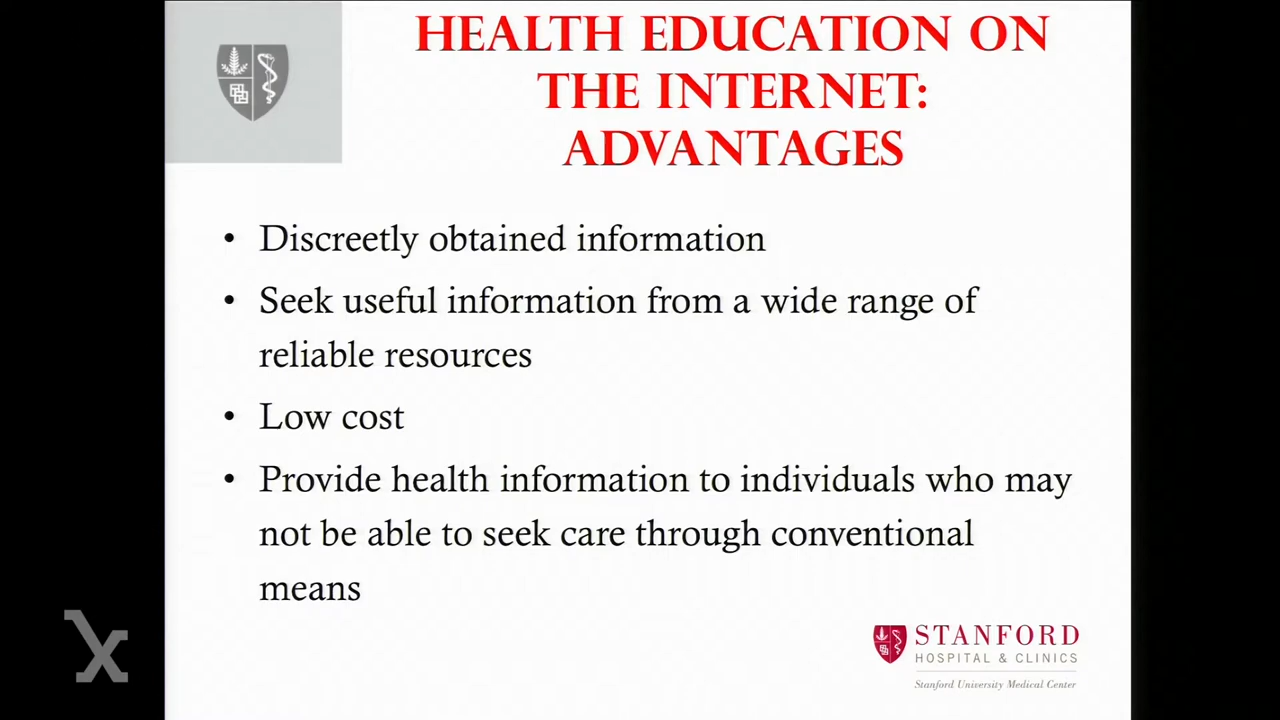 HEALTH EDUCATION ON
THE INTERNET:
ADVANTAGES
• Discreetly obtained information
• Seek useful information from a wide range of
reliable resources
• Low cost
• Provide health information to individuals who may
not be able to seek care through conventional
means
STANFORD
HOSPITAL & CLINICS
Stanford University Medical Center